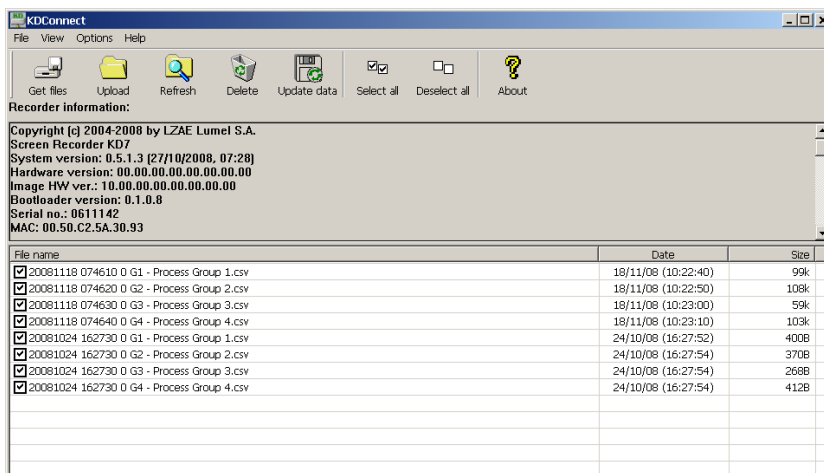 KDConnect
File View Options Help
Get files Upload Refresh Delete Update data Select all Deselect all About
Recorder information:
Copyright (c) 2004-2008 by LZAE Lumel S.A.
Screen Recorder KD7
System version: 0.5.1.3 (27/10/2008, 07:28)
Hardware version: 00.00.00.00.00.00.00.00
Image HW ver.: 10.00.00.00.00.00.00.00
Bootloader version: 0.1.0.8
Serial no.: 0611142
MAC: 00.50.C2.5A.30.93
File name Date Size
20081118 074610 0 G1 - Process Group 1.csv 18/11/08 (10:22:40) 99k
20081118 074620 0 G2 - Process Group 2.csv 18/11/08 (10:22:50) 108k
20081118 074630 0 G3 - Process Group 3.csv 18/11/08 (10:23:00) 59k
20081118 074640 0 G4 - Process Group 4.csv 18/11/08 (10:23:10) 103k
20081024 162730 0 G1 - Process Group 1.csv 24/10/08 (16:27:52) 400B
20081024 162730 0 G2 - Process Group 2.csv 24/10/08 (16:27:54) 370B
20081024 162730 0 G3 - Process Group 3.csv 24/10/08 (16:27:54) 268B
20081024 162730 0 G4 - Process Group 4.csv 24/10/08 (16:27:54) 412B